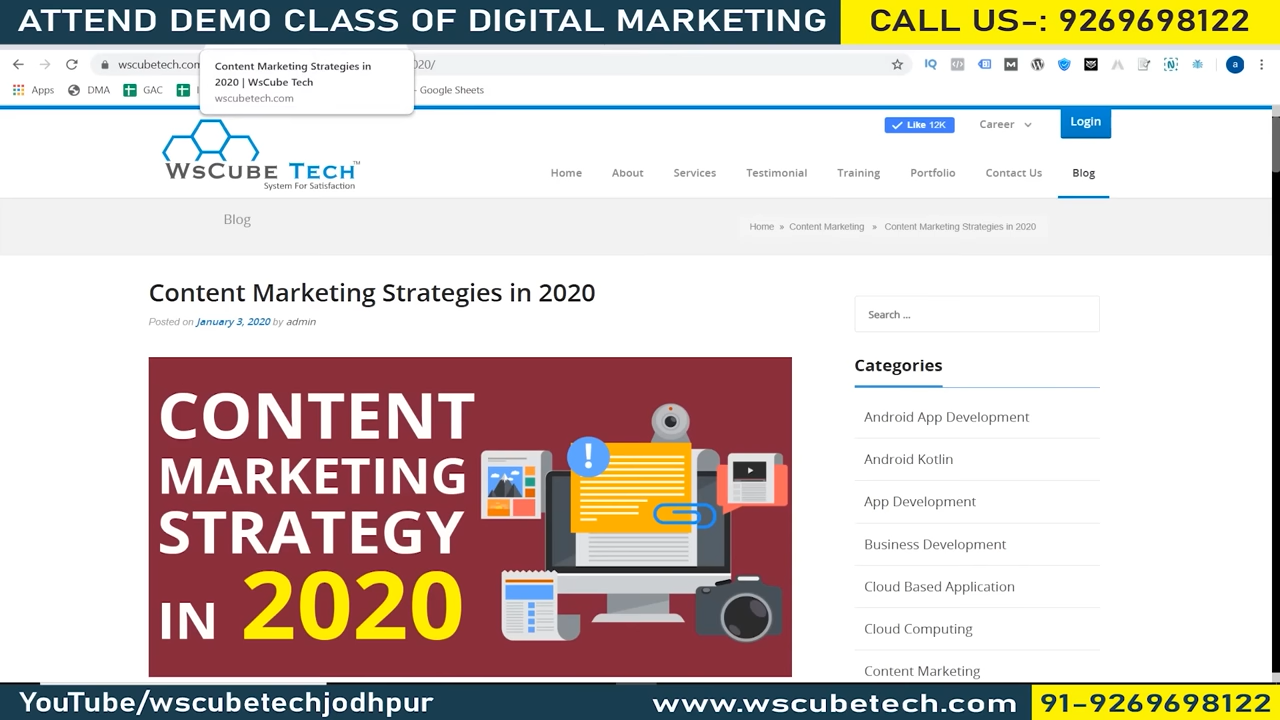 ATTEND DEMO CLASS OF DIGITAL MARKETING
CALL US-: 9269698122
wscubetech.com
020/
Content Marketing Strategies in
2020 | WsCube Tech
wscubetech.com
Apps
DMA
GAC
- Google Sheets
Like 12K
Career
Login
WsCube Tech™
System For Satisfaction
Home
About
Services
Testimonial
Training
Portfolio
Contact Us
Blog
Blog
Home » Content Marketing » Content Marketing Strategies in 2020
Content Marketing Strategies in 2020
Posted on January 3, 2020 by admin
Search ...
CONTENT
MARKETING
STRATEGY
IN 2020
Categories
Android App Development
Android Kotlin
App Development
Business Development
Cloud Based Application
Cloud Computing
Content Marketing
YouTube/wscubetechjodhpur
www.wscubetech.com
91-9269698122